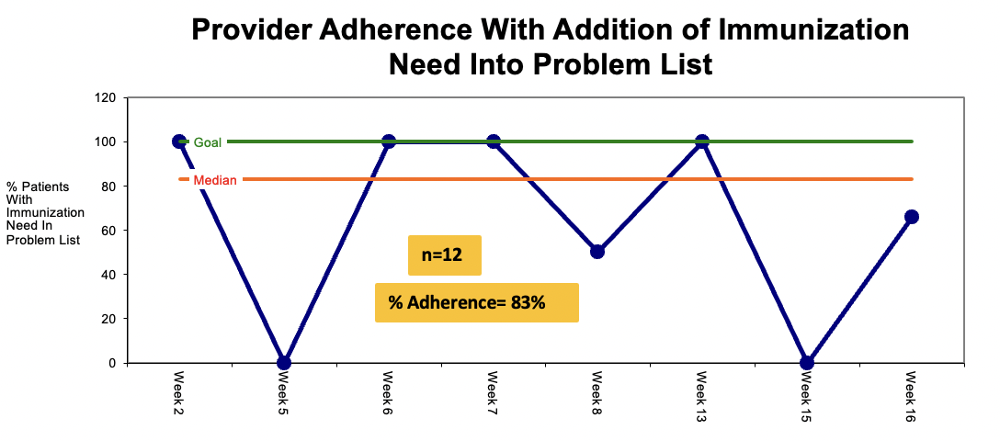 Provider Adherence With Addition of Immunization
Need Into Problem List
120
100
80
60
40
20
0
% Patients
With
Immunization
Need In
Problem List
Goal
Median
n=12
% Adherence= 83%
Week 2
Week 5
Week 6
Week 7
Week 8
Week 13
Week 15
Week 16